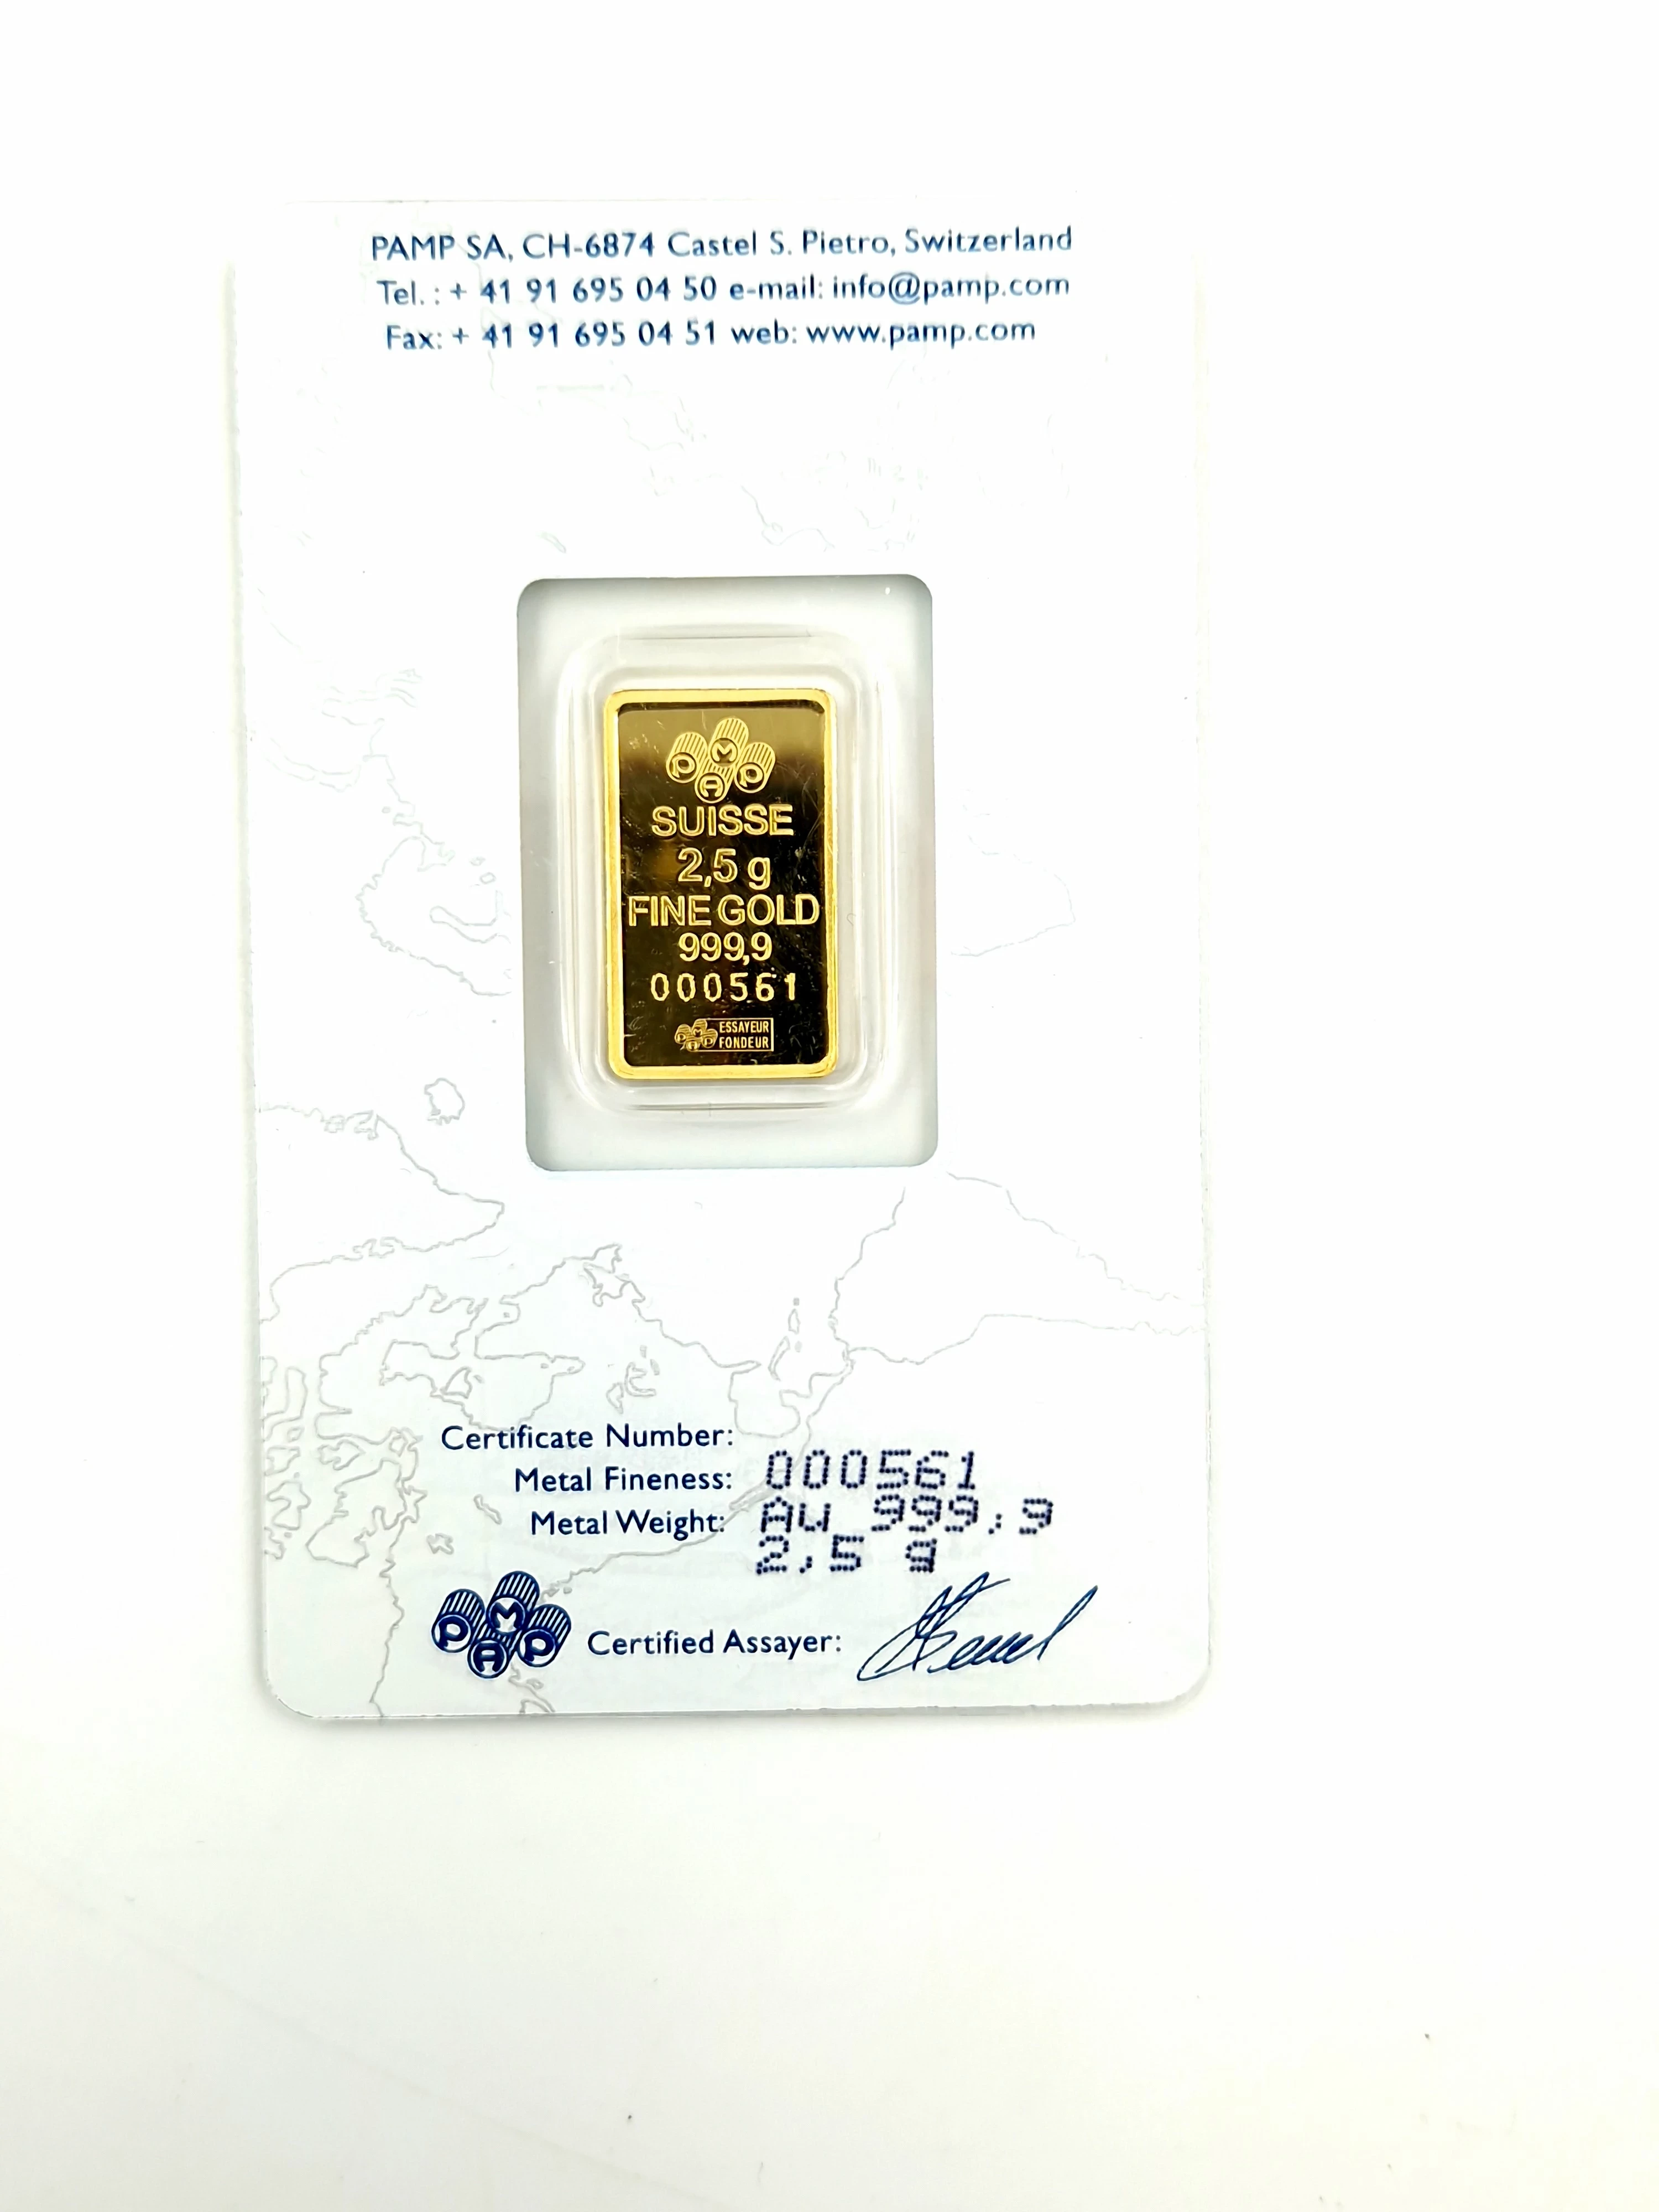 PAMP SA, CH-6874 Castel S. Pietro, Switzerland
Tel. : + 41 91 695 04 50 e-mail: info@pamp.com
Fax: + 41 91 695 04 51 web: www.pamp.com
PAMP
SUISSE
2,5 g
FINE GOLD
999,9
000561
PAMP ESSAYEUR
FONDEUR
Certificate Number:
000561
Metal Fineness:
Au 999,9
Metal Weight:
2,5 g
PAMP Certified Assayer: